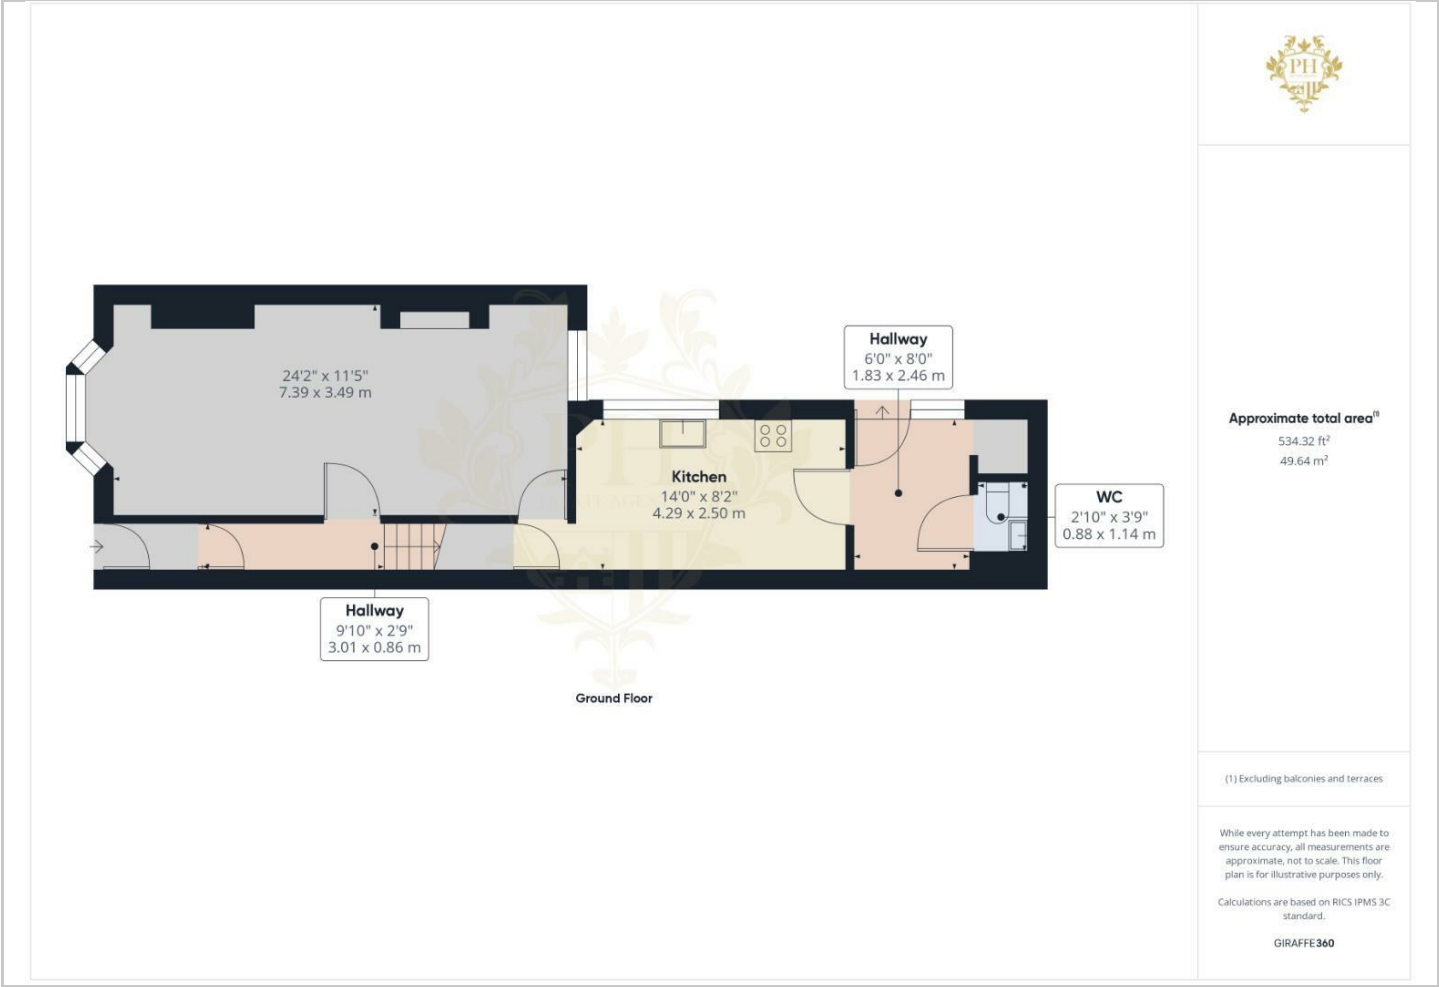 PH
24'2" x 11'5"
7.39 x 3.49 m
Hallway
6'0" x 8'0"
1.83 x 2.46 m
Kitchen
14'0" x 8'2"
4.29 x 2.50 m
WC
2'10" x 3'9"
0.88 x 1.14 m
Hallway
9'10" x 2'9"
3.01 x 0.86 m
Ground Floor
PH
Approximate total area(1)
534.32 ft²
49.64 m²
(1) Excluding balconies and terraces
While every attempt has been made to
ensure accuracy, all measurements are
approximate, not to scale. This floor
plan is for illustrative purposes only.
Calculations are based on RICS IPMS 3C
standard.
GIRAFFE360